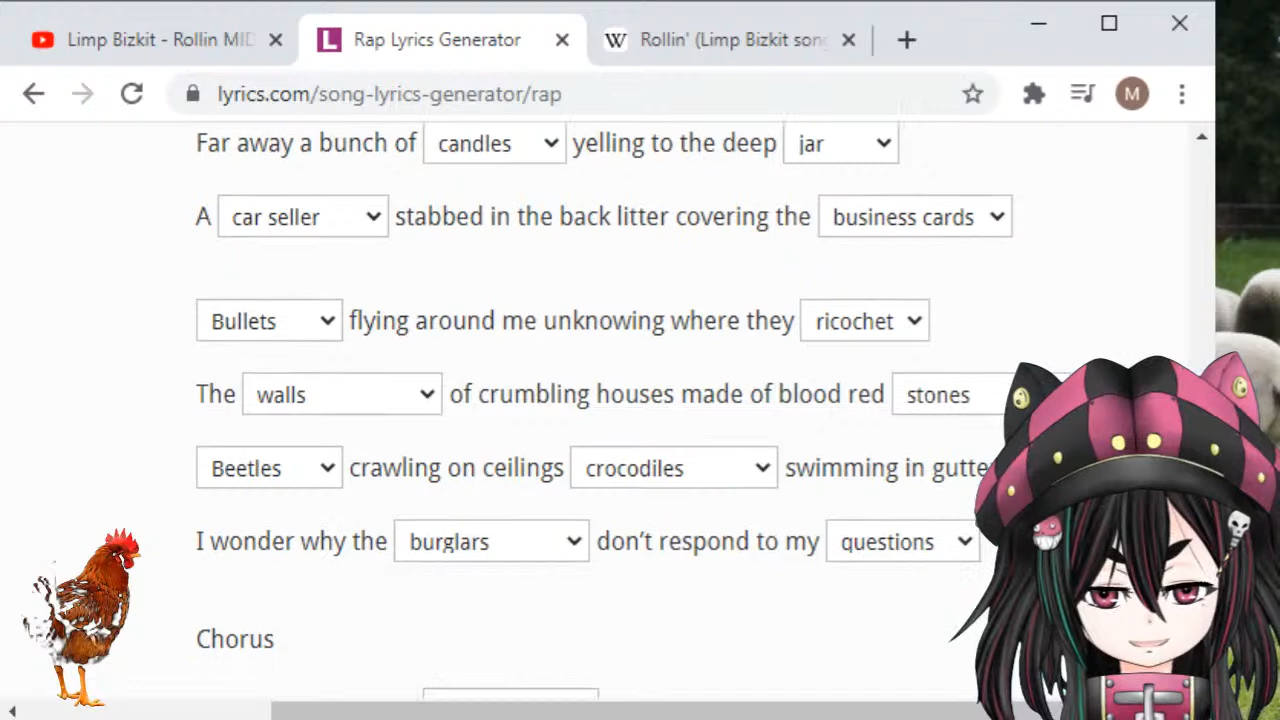 Limp Bizkit - Rollin MID
Rap Lyrics Generator
W Rollin' (Limp Bizkit song
lyrics.com/song-lyrics-generator/rap
M
Far away a bunch of candles yelling to the deep jar
A car seller stabbed in the back litter covering the business cards
Bullets flying around me unknowing where they ricochet
The walls of crumbling houses made of blood red stones
Beetles crawling on ceilings crocodiles swimming in gutte
I wonder why the burglars don't respond to my questions
Chorus